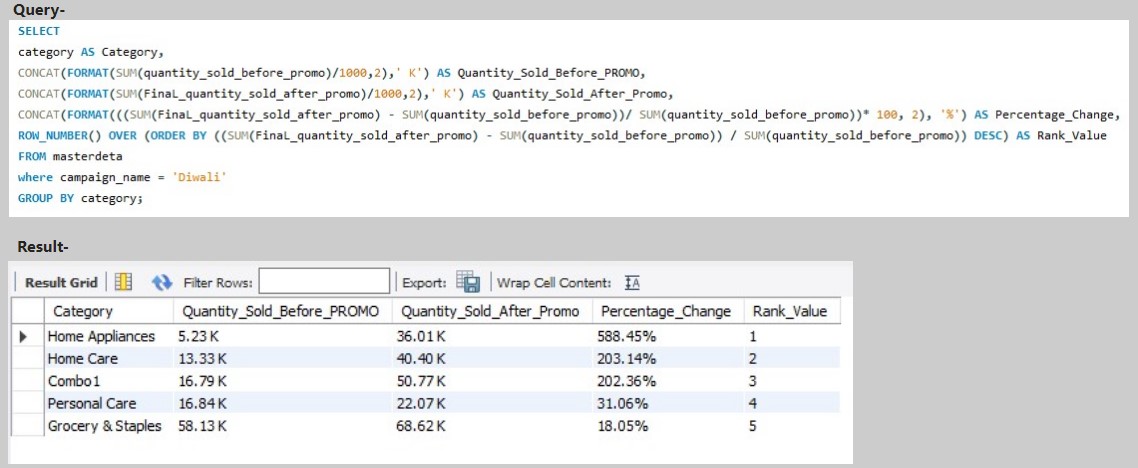 Query-
SELECT
category AS Category,
CONCAT(FORMAT(SUM(quantity_sold_before_promo)/1000,2),' K') AS Quantity_Sold_Before_PROMO,
CONCAT(FORMAT(SUM(FinaL_quantity_sold_after_promo)/1000,2),' K') AS Quantity_Sold_After_Promo,
CONCAT(FORMAT(((SUM(FinaL_quantity_sold_after_promo) - SUM(quantity_sold_before_promo))/ SUM(quantity_sold_before_promo))* 100, 2), '%') AS Percentage_Change,
ROW_NUMBER() OVER (ORDER BY ((SUM(FinaL_quantity_sold_after_promo) - SUM(quantity_sold_before_promo)) / SUM(quantity_sold_before_promo)) DESC) AS Rank_Value
FROM masterdeta
where campaign_name = 'Diwali'
GROUP BY category;
Result-
Result Grid Filter Rows: Export: Wrap Cell Content: IA
Category Quantity_Sold_Before_PROMO Quantity_Sold_After_Promo Percentage_Change Rank_Value
Home Appliances 5.23 K 36.01 K 588.45% 1
Home Care 13.33 K 40.40 K 203.14% 2
Combo1 16.79 K 50.77 K 202.36% 3
Personal Care 16.84 K 22.07 K 31.06% 4
Grocery & Staples 58.13 K 68.62 K 18.05% 5